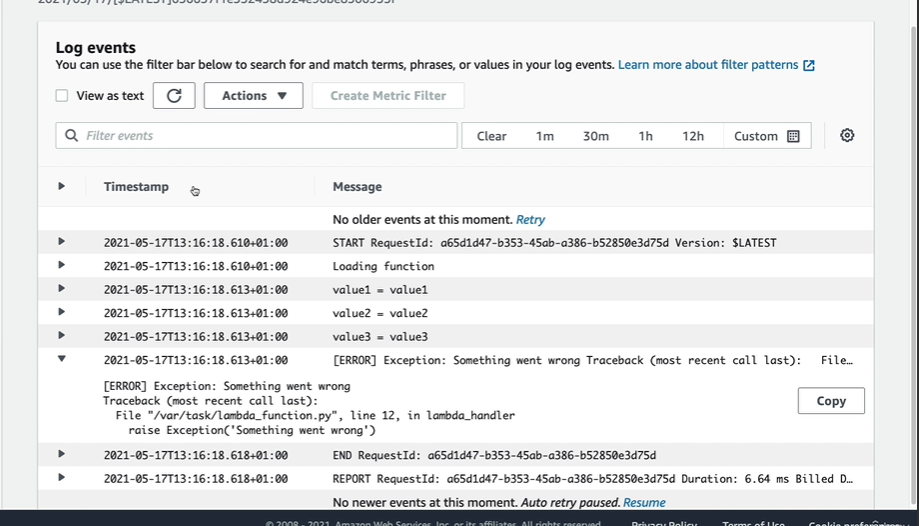 Log events
You can use the filter bar below to search for and match terms, phrases, or values in your log events. Learn more about filter patterns
View as text
Actions
Create Metric Filter
Filter events
Clear 1m 30m 1h 12h Custom
Timestamp Message
No older events at this moment. Retry
2021-05-17T13:16:18.610+01:00 START RequestId: a65d1d47-b353-45ab-a386-b52850e3d75d Version: $LATEST
2021-05-17T13:16:18.610+01:00 Loading function
2021-05-17T13:16:18.613+01:00 value1 = value1
2021-05-17T13:16:18.613+01:00 value2 = value2
2021-05-17T13:16:18.613+01:00 value3 = value3
2021-05-17T13:16:18.613+01:00 [ERROR] Exception: Something went wrong Traceback (most recent call last): File…
[ERROR] Exception: Something went wrong
Traceback (most recent call last):
File "/var/task/lambda_function.py", line 12, in lambda_handler
raise Exception('Something went wrong')
Copy
2021-05-17T13:16:18.618+01:00 END RequestId: a65d1d47-b353-45ab-a386-b52850e3d75d
2021-05-17T13:16:18.618+01:00 REPORT RequestId: a65d1d47-b353-45ab-a386-b52850e3d75d Duration: 6.64 ms Billed D…
No newer events at this moment. Auto retry paused. Resume
© 2008 - 2021, Amazon Web Services, Inc. or its affiliates. All rights reserved. Privacy Policy Terms of Use Cookie preferences